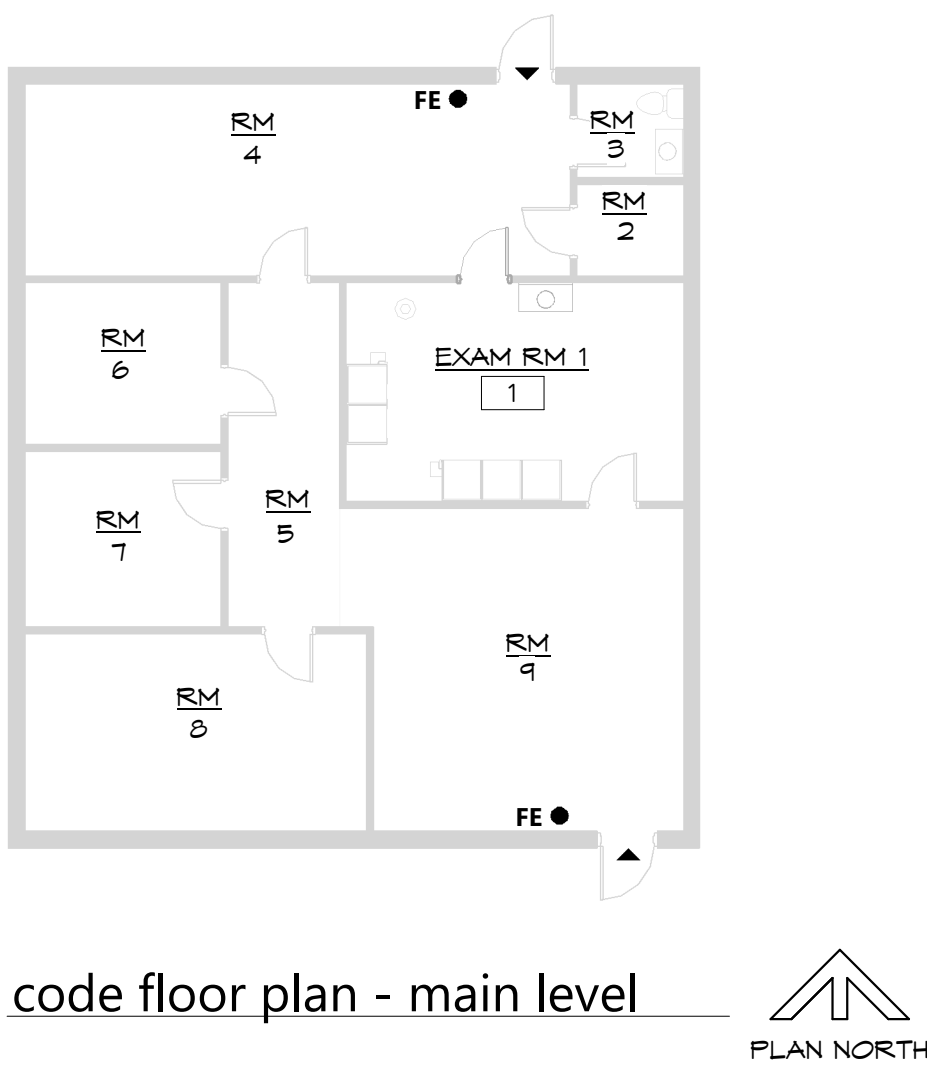 FE
RM
4
RM
3
RM
2
RM
6
EXAM RM 1
1
RM
7
RM
5
RM
9
RM
8
FE
code floor plan - main level
PLAN NORTH